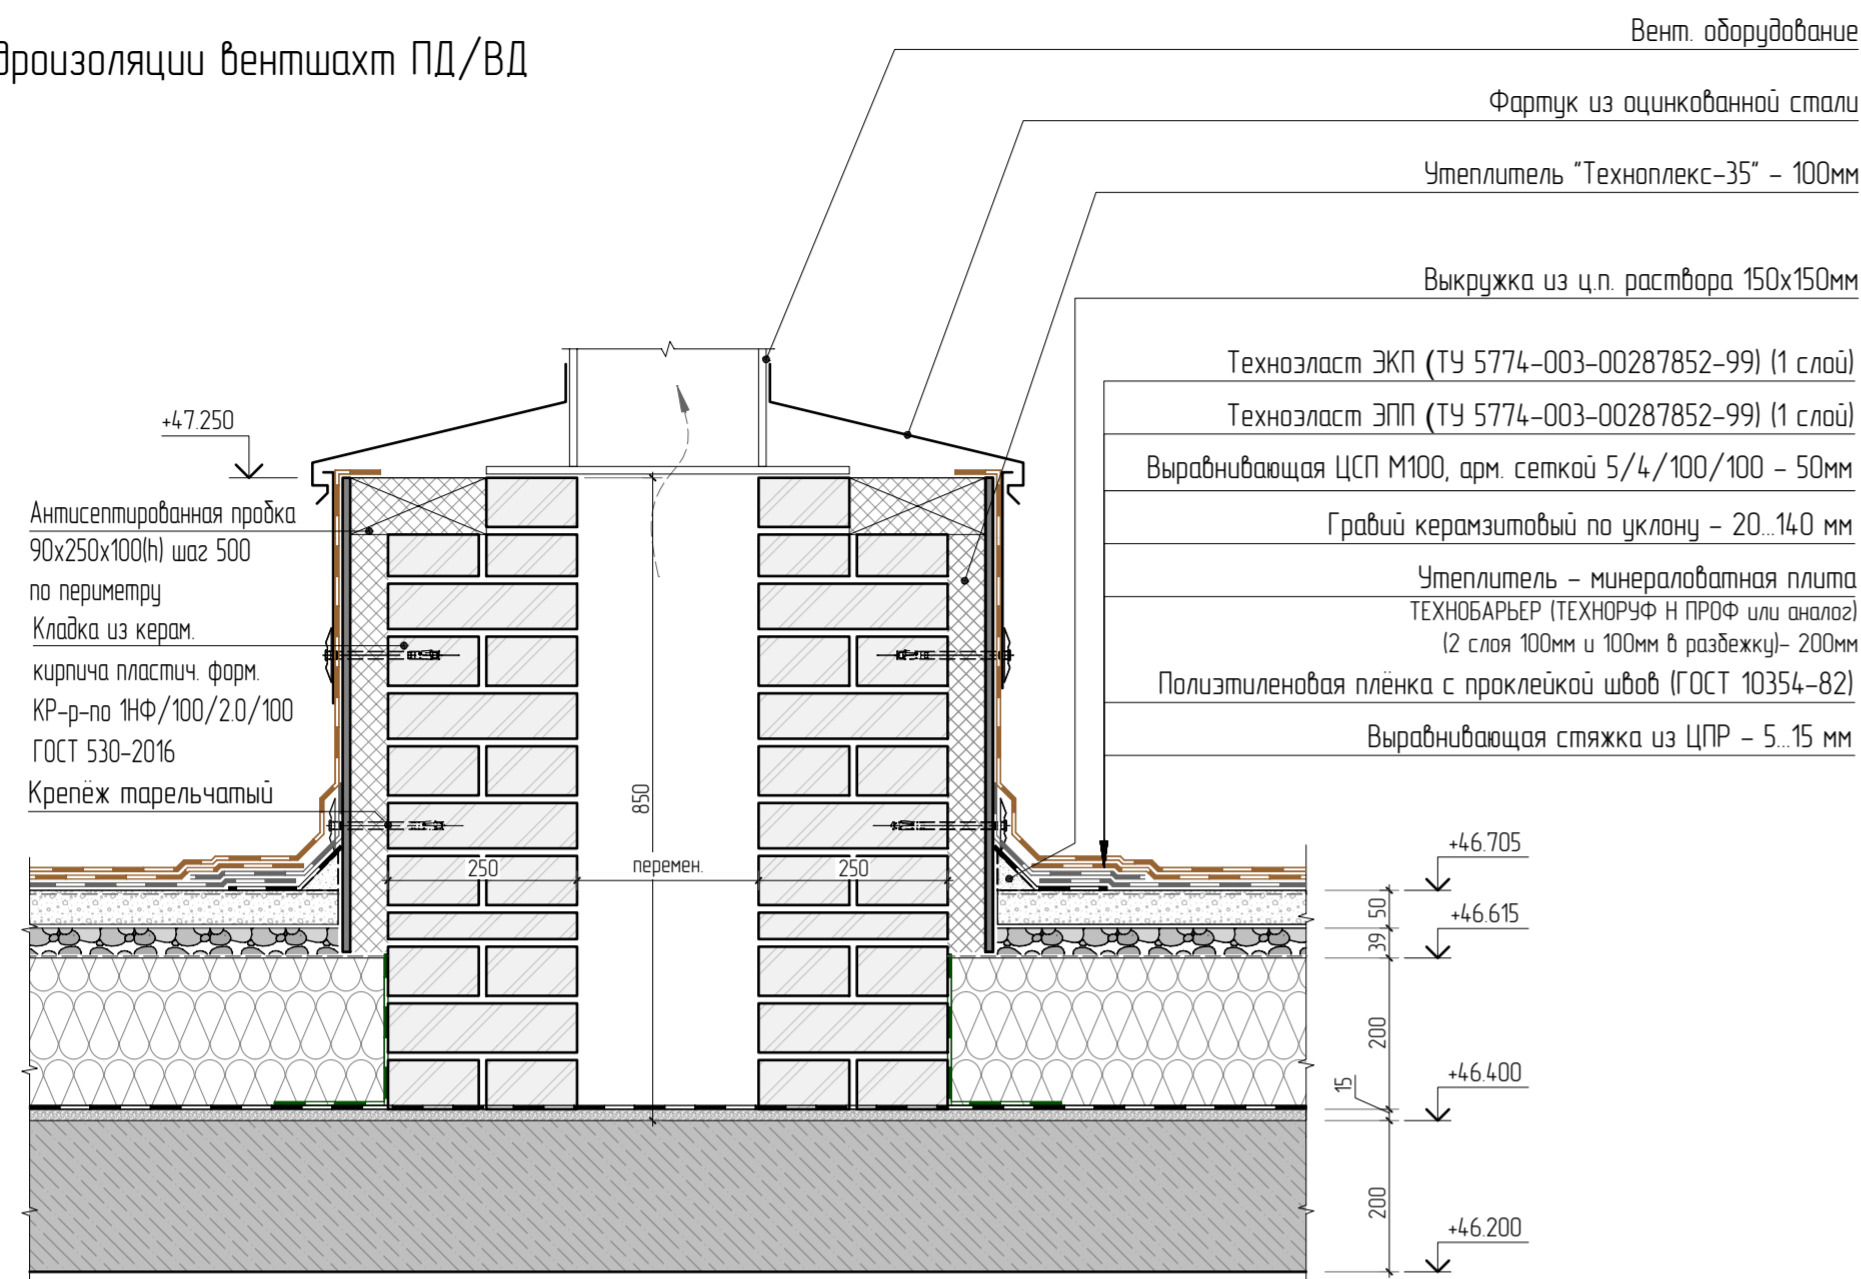 дроизоляции вентшахт ПД/ВД
Вент. оборудование
Фартук из оцинкованной стали
Утеплитель "Техноплекс-35" - 100мм
Выкружка из ц.п. раствора 150х150мм
Техноэласт ЭКП (ТУ 5774-003-00287852-99) (1 слой)
Техноэласт ЭПП (ТУ 5774-003-00287852-99) (1 слой)
Выравнивающая ЦСП М100, арм. сеткой 5/4/100/100 - 50мм
Гравий керамзитовый по уклону - 20...140 мм
Утеплитель - минераловатная плита
ТЕХНОБАРЬЕР (ТЕХНОРУФ Н ПРОФ или аналог)
(2 слоя 100мм и 100мм в разбежку)- 200мм
Полиэтиленовая плёнка с проклейкой швов (ГОСТ 10354-82)
Выравнивающая стяжка из ЦПР - 5...15 мм
+47.250
Антисептированная пробка
90х250х100(h) шаг 500
по периметру
Кладка из керам.
кирпича пластич. форм.
КР-р-по 1НФ/100/2.0/100
ГОСТ 530-2016
Крепёж тарельчатый
850
250
перемен.
250
+46.705
50
+46.615
39
200
+46.400
15
200
+46.200